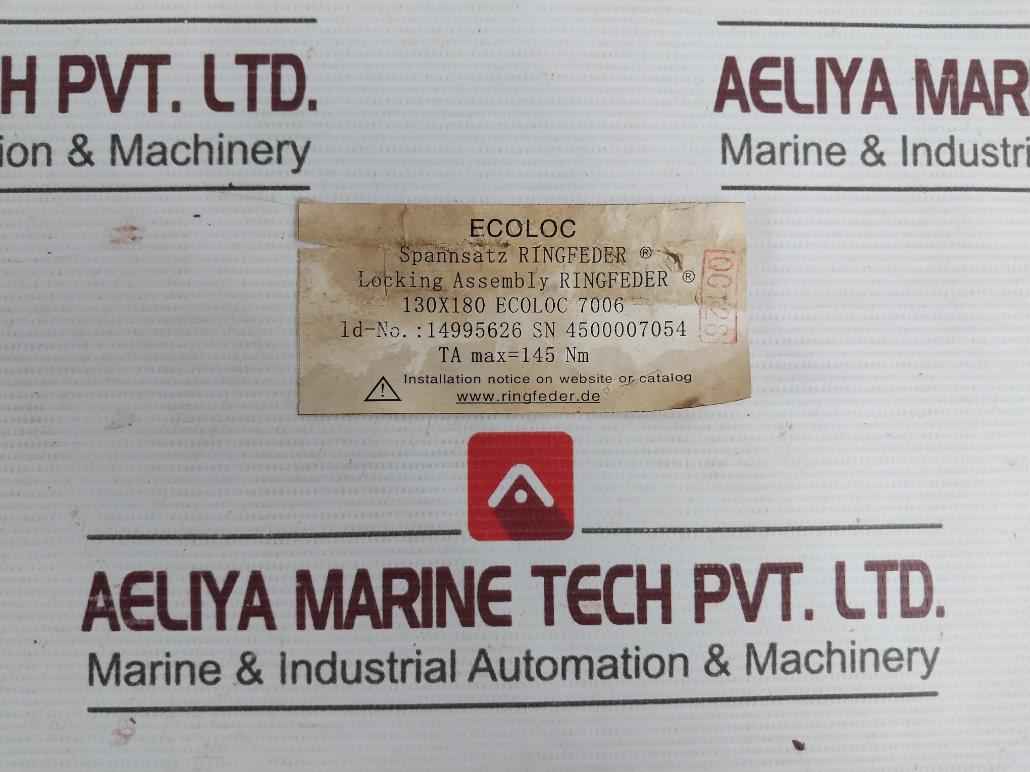 H PVT. LTD.
ion & Machinery
AELIYA MAR
Marine & Industri
ECOLOC
Spannsatz RINGFEDER ®
Locking Assembly RINGFEDER ®
130X180 ECOLOC 7006
1d-No.:14995626 SN 4500007054
TA max=145 Nm
Installation notice on website or catalog
www.ringfeder.de
AELIYA MARINE TECH PVT. LTD.
Marine & Industrial Automation & Machinery